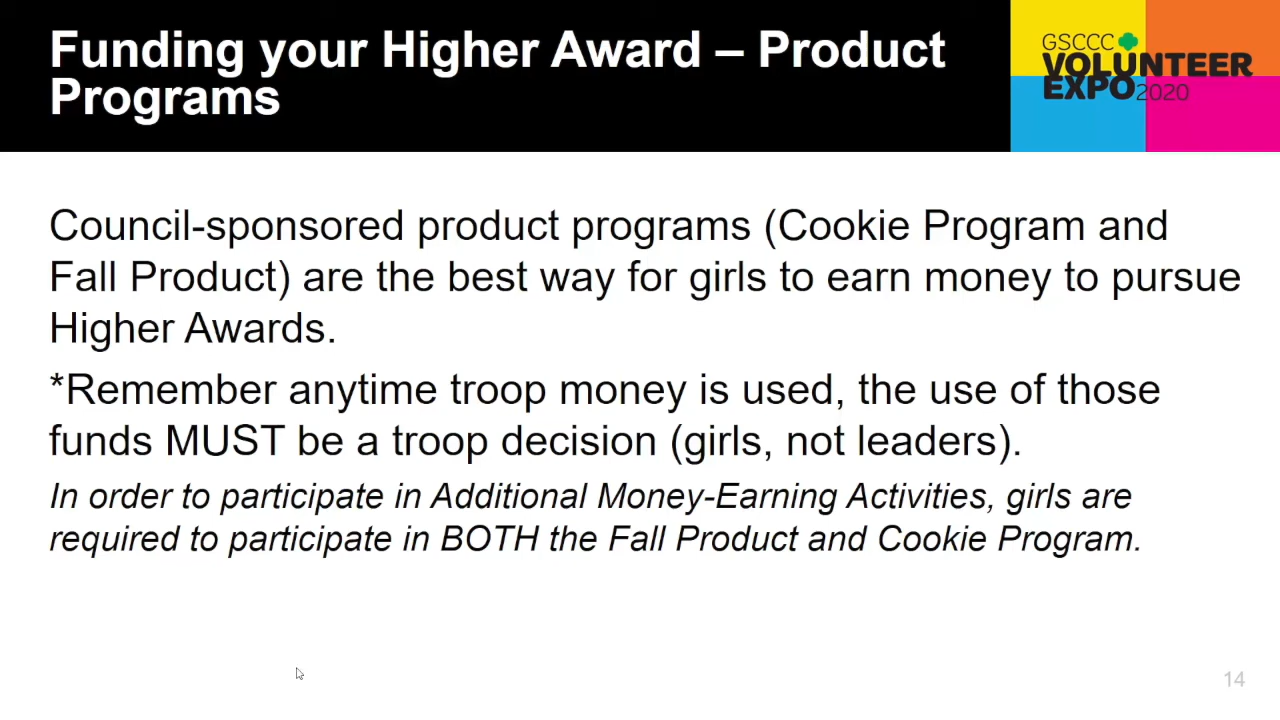 Funding your Higher Award – Product
Programs
GSCCC
VOLUNTEER
EXPO2020
Council-sponsored product programs (Cookie Program and
Fall Product) are the best way for girls to earn money to pursue
Higher Awards.
*Remember anytime troop money is used, the use of those
funds MUST be a troop decision (girls, not leaders).
In order to participate in Additional Money-Earning Activities, girls are
required to participate in BOTH the Fall Product and Cookie Program.
14